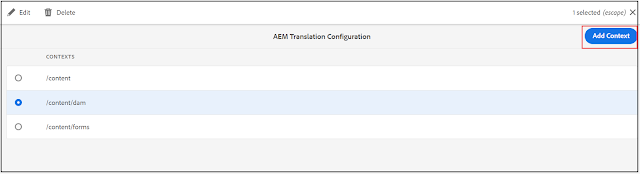 Edit Delete 1 selected (escape)
AEM Translation Configuration Add Context
CONTEXTS
/content
/content/dam
/content/forms